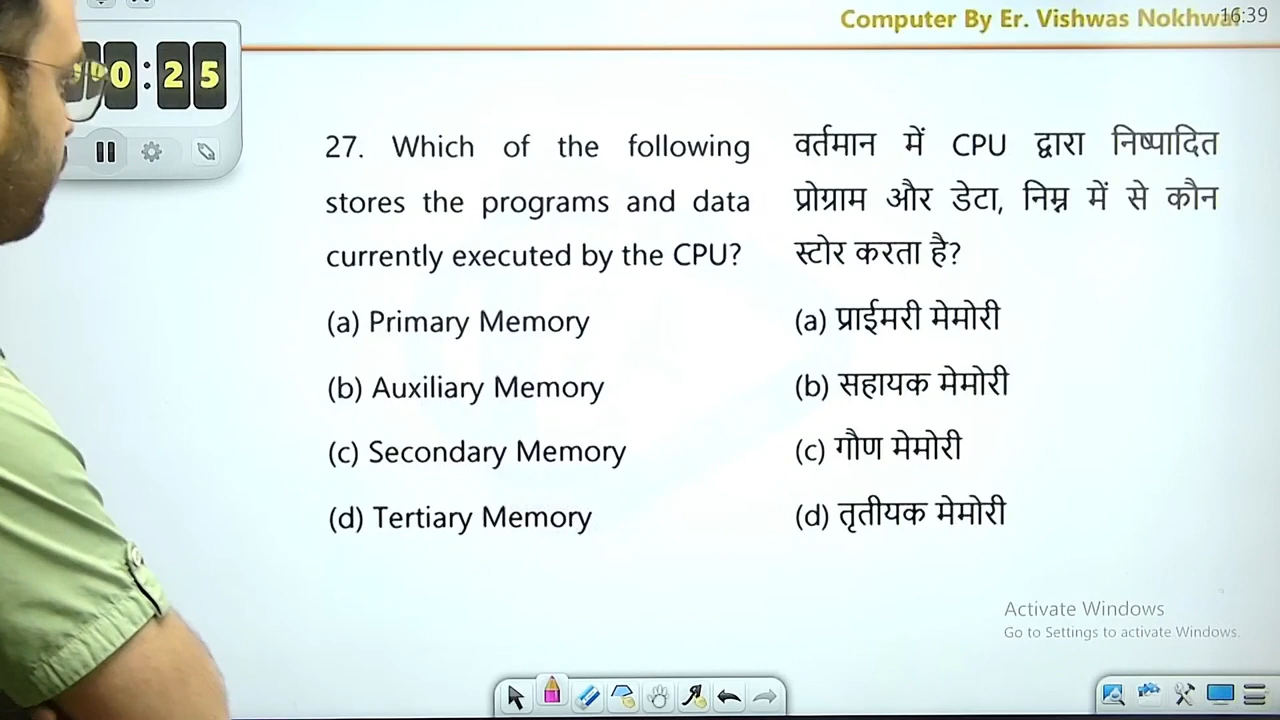 Computer By Er. Vishwas Nokhwal
16:39
0:25
27. Which of the following
stores the programs and data
currently executed by the CPU?
(a) Primary Memory
(b) Auxiliary Memory
(c) Secondary Memory
(d) Tertiary Memory
वर्तमान में CPU द्वारा निष्पादित
प्रोग्राम और डेटा, निम्न में से कौन
स्टोर करता है?
(a) प्राईमरी मेमोरी
(b) सहायक मेमोरी
(c) गौण मेमोरी
(d) तृतीयक मेमोरी
Activate Windows
Go to Settings to activate Windows.